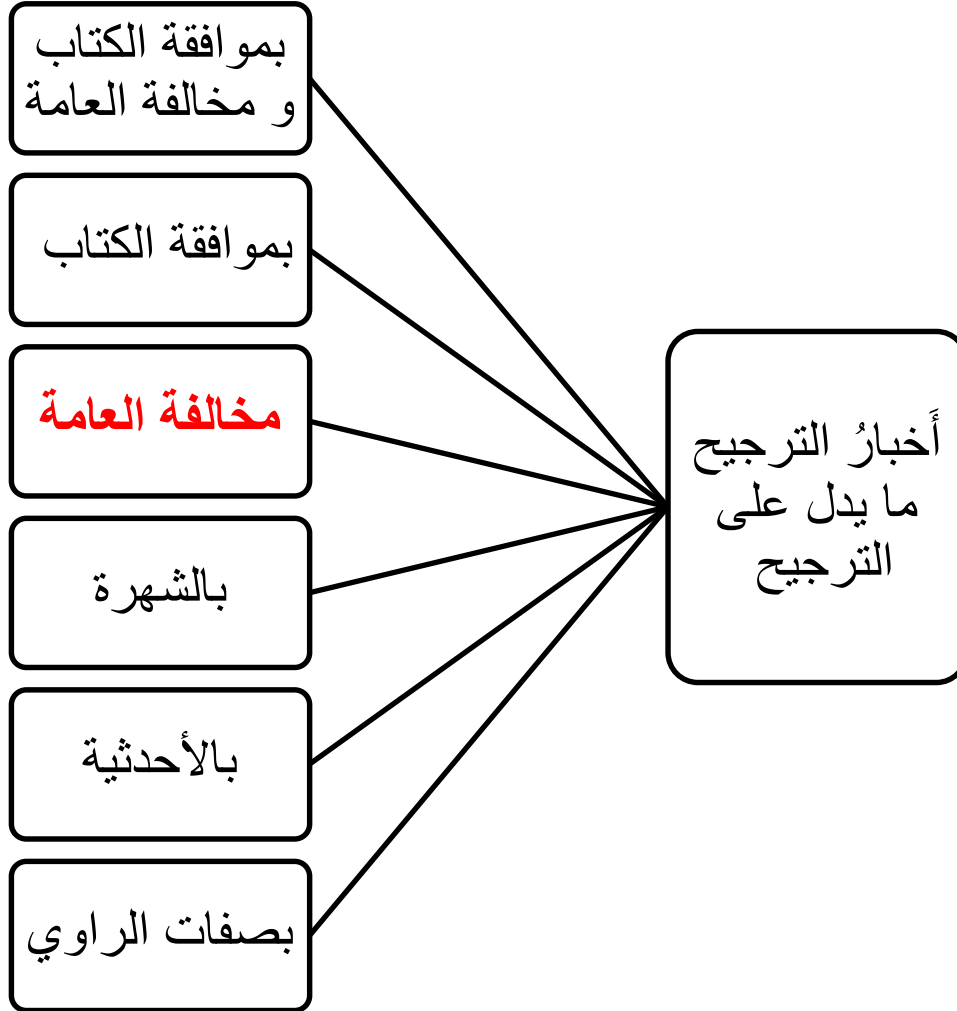 أَخبارُ الترجيح
ما يدل على
الترجيح
بموافقة الكتاب
و مخالفة العامة
بموافقة الكتاب
مخالفة العامة
بالشهرة
بالأحدثية
بصفات الراوي